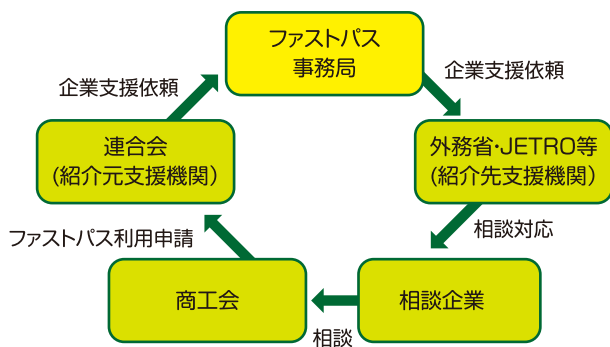 ファストパス
事務局
企業支援依頼
企業支援依頼
連合会
(紹介元支援機関)
外務省・JETRO等
(紹介先支援機関)
ファストパス利用申請
相談対応
商工会
相談企業
相談